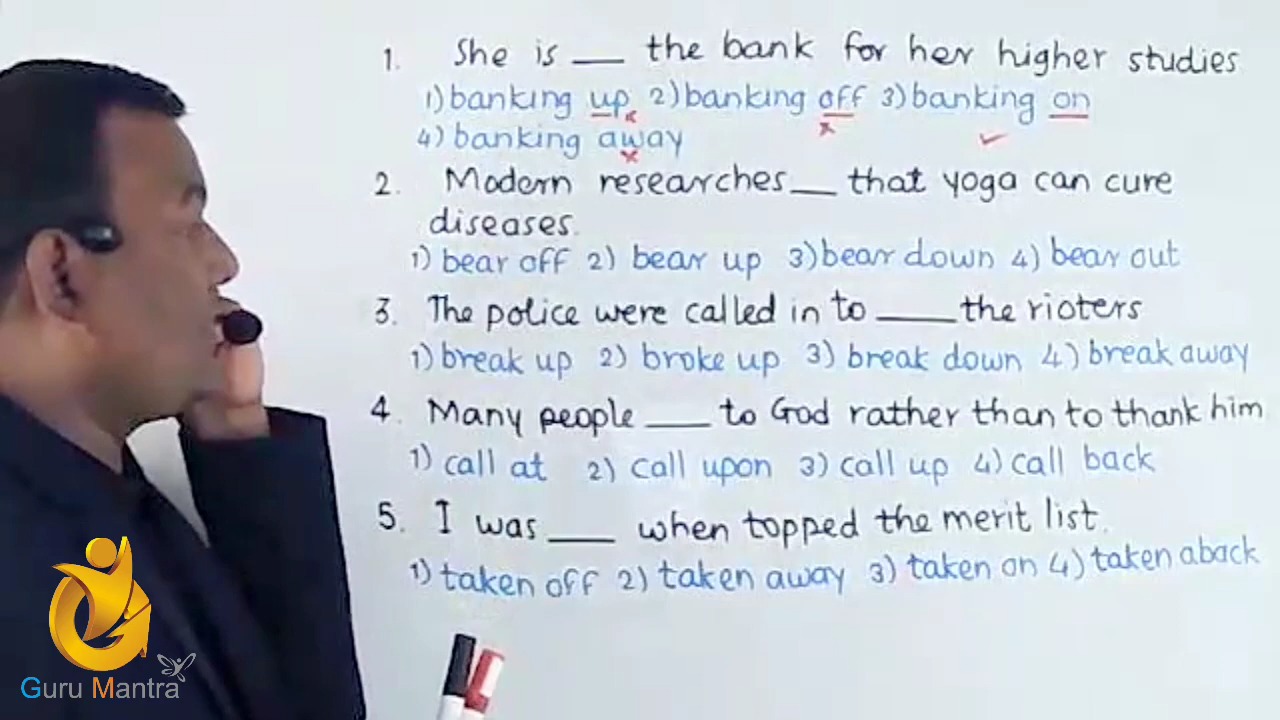 1. She is ___ the bank for her higher studies
1) banking up 2) banking off 3) banking on
4) banking away
2. Modern researches ___ that yoga can cure
diseases.
1) bear off 2) bear up 3) bear down 4) bear out
3. The police were called in to ____ the rioters
1) break up 2) broke up 3) break down 4) break away
4. Many people ___ to God rather than to thank him
1) call at 2) call upon 3) call up 4) call back
5. I was ___ when topped the merit list.
1) taken off 2) taken away 3) taken on 4) taken aback
Guru Mantra